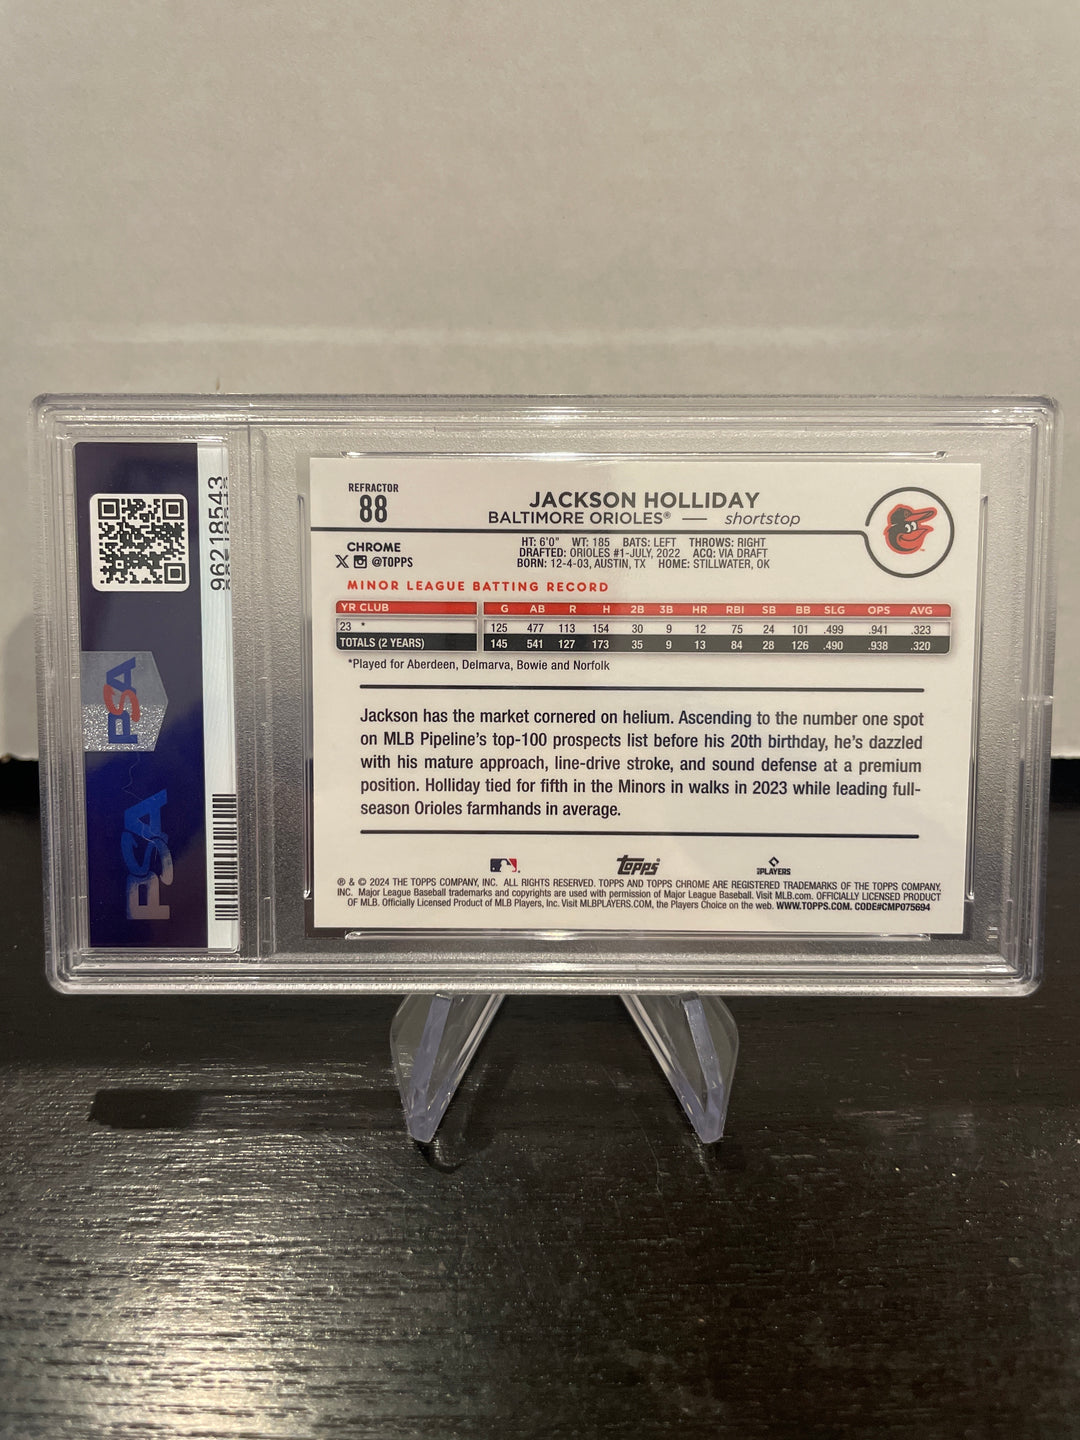 96218543
PSA
PSA
REFRACTOR
88
JACKSON HOLLIDAY
BALTIMORE ORIOLES® — shortstop
CHROME
@TOPPS
HT: 6'0" WT: 185 BATS: LEFT THROWS: RIGHT
DRAFTED: ORIOLES #1-JULY, 2022 ACQ: VIA DRAFT
BORN: 12-4-03, AUSTIN, TX HOME: STILLWATER, OK
MINOR LEAGUE BATTING RECORD
YR CLUB G AB R H 2B 3B HR RBI SB BB SLG OPS AVG
23 * 125 477 113 154 30 9 12 75 24 101 .499 .941 .323
TOTALS (2 YEARS) 145 541 127 173 35 9 13 84 28 126 .490 .938 .320
*Played for Aberdeen, Delmarva, Bowie and Norfolk
Jackson has the market cornered on helium. Ascending to the number one spot
on MLB Pipeline's top-100 prospects list before his 20th birthday, he's dazzled
with his mature approach, line-drive stroke, and sound defense at a premium
position. Holliday tied for fifth in the Minors in walks in 2023 while leading full-
season Orioles farmhands in average.
Topps
PLAYERS
® & © 2024 THE TOPPS COMPANY, INC. ALL RIGHTS RESERVED. TOPPS AND TOPPS CHROME ARE REGISTERED TRADEMARKS OF THE TOPPS COMPANY,
INC. Major League Baseball trademarks and copyrights are used with permission of Major League Baseball. Visit MLB.com. OFFICIALLY LICENSED PRODUCT
OF MLB. Officially Licensed Product of MLB Players, Inc. Visit MLBPLAYERS.COM, the Players Choice on the web. WWW.TOPPS.COM. CODE#CMP075694